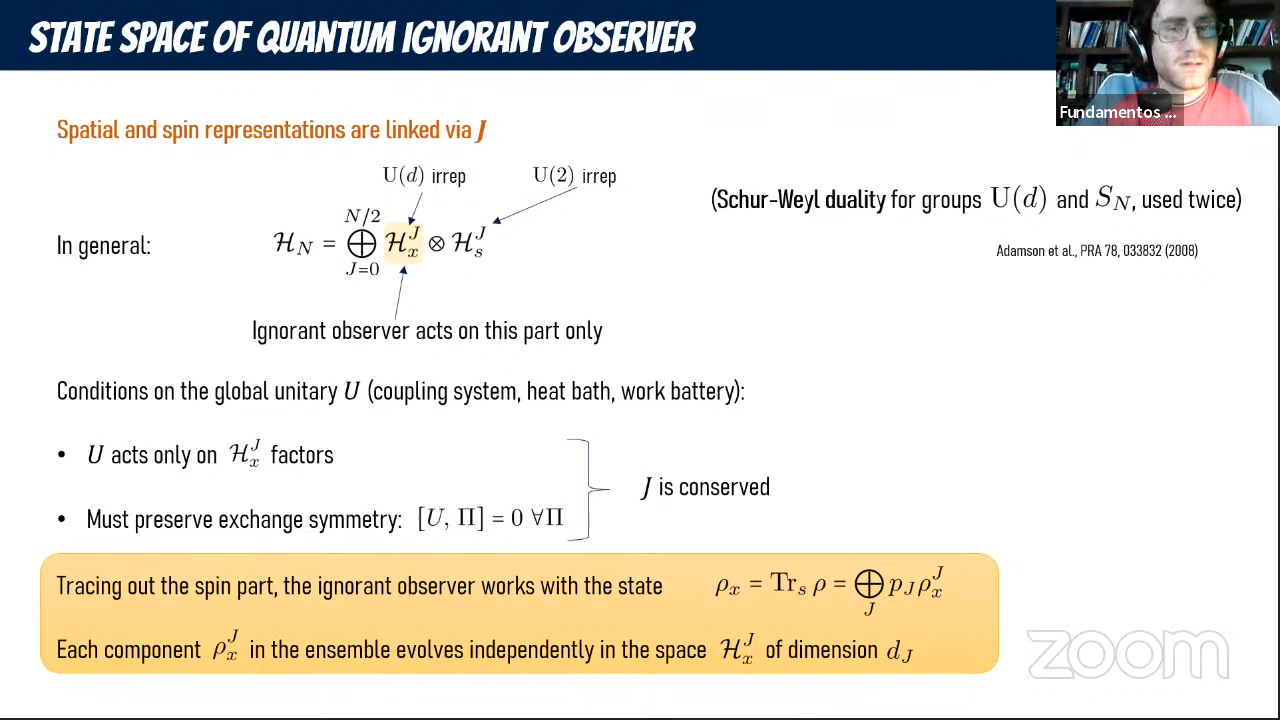 STATE SPACE OF QUANTUM IGNORANT OBSERVER
Fundamentos ...
Spatial and spin representations are linked via J
U(d) irrep
U(2) irrep
(Schur-Weyl duality for groups U(d) and S_N, used twice)
Adamson et al., PRA 78, 033832 (2008)
In general:
ℋ_N = ⨁_{J=0}^{N/2} ℋ_x^J ⊗ ℋ_s^J
Ignorant observer acts on this part only
Conditions on the global unitary U (coupling system, heat bath, work battery):
• U acts only on ℋ_x^J factors
• Must preserve exchange symmetry: [U, Π] = 0 ∀Π
J is conserved
Tracing out the spin part, the ignorant observer works with the state ρ_x = Tr_s ρ = ⨁_J p_J ρ_x^J
Each component ρ_x^J in the ensemble evolves independently in the space ℋ_x^J of dimension d_J
zoom